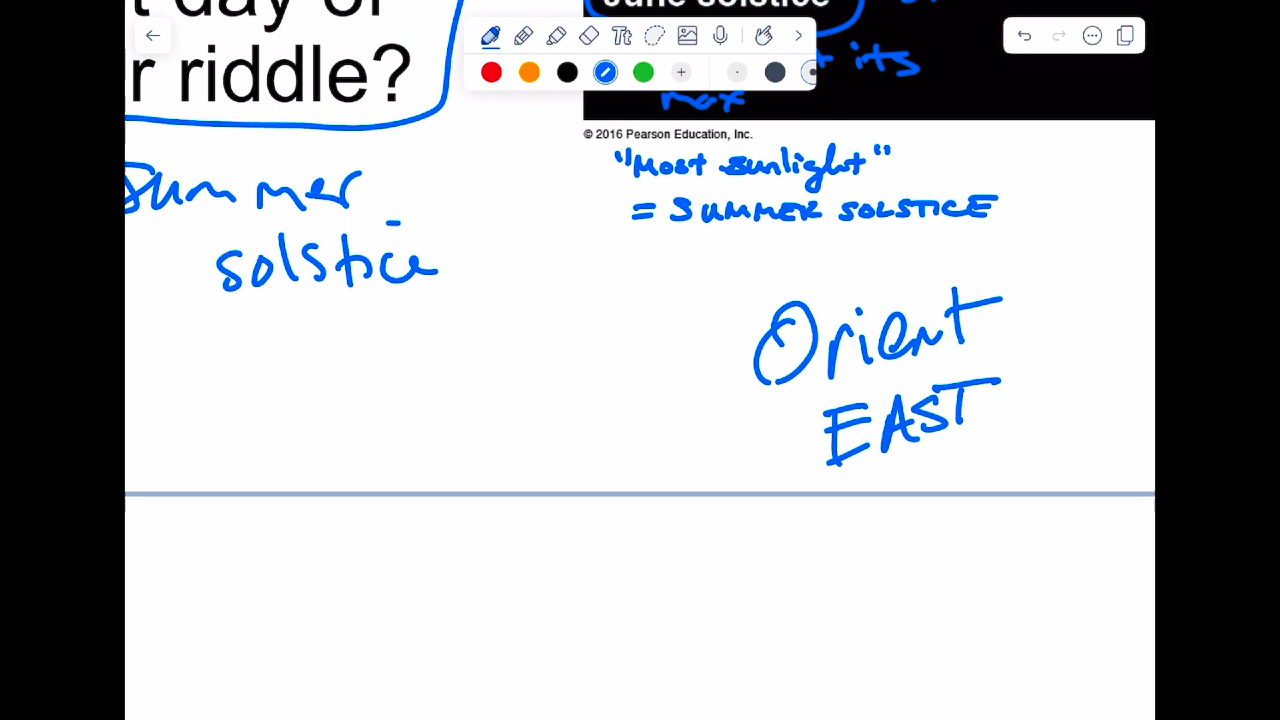 t day of
r riddle?
summer
solstice
June solstice
its
max
© 2016 Pearson Education, Inc.
"Most sunlight"
= SUMMER SOLSTICE
Orient
EAST
Tt